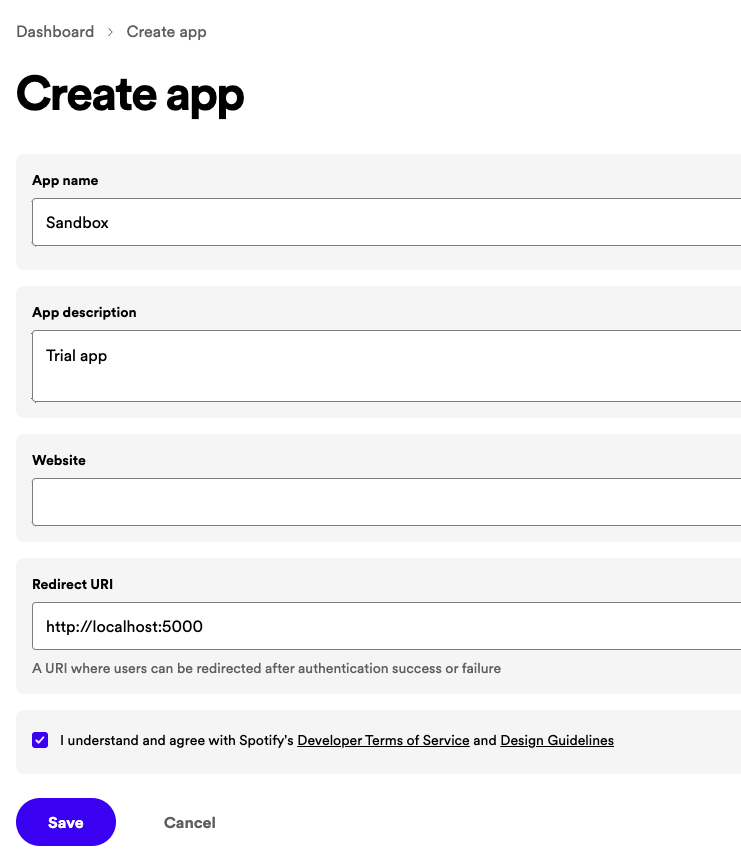 Dashboard > Create app
Create app
App name
Sandbox
App description
Trial app
Website
Redirect URI
http://localhost:5000
A URI where users can be redirected after authentication success or failure
I understand and agree with Spotify's Developer Terms of Service and Design Guidelines
Save Cancel